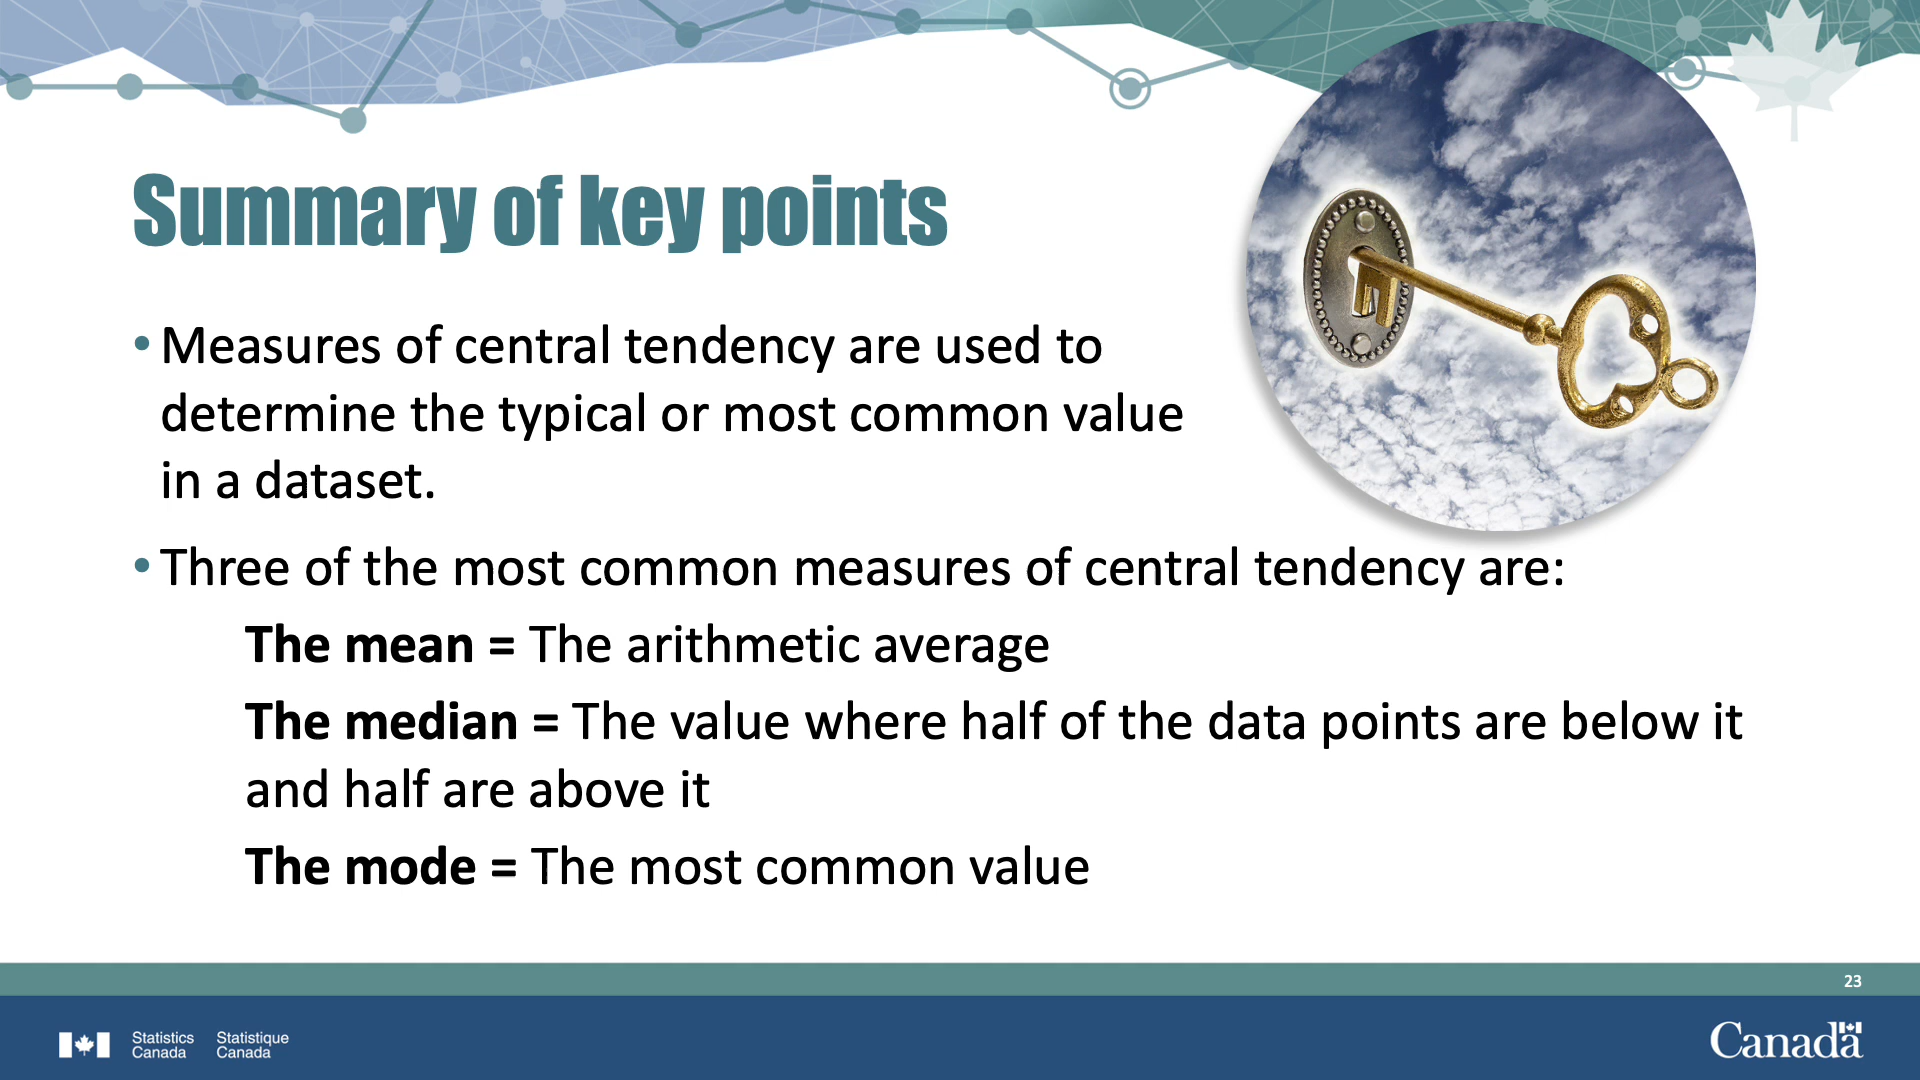 Summary of key points
• Measures of central tendency are used to
determine the typical or most common value
in a dataset.
• Three of the most common measures of central tendency are:
The mean = The arithmetic average
The median = The value where half of the data points are below it
and half are above it
The mode = The most common value
23
Statistics Statistique
Canada Canada
Canada